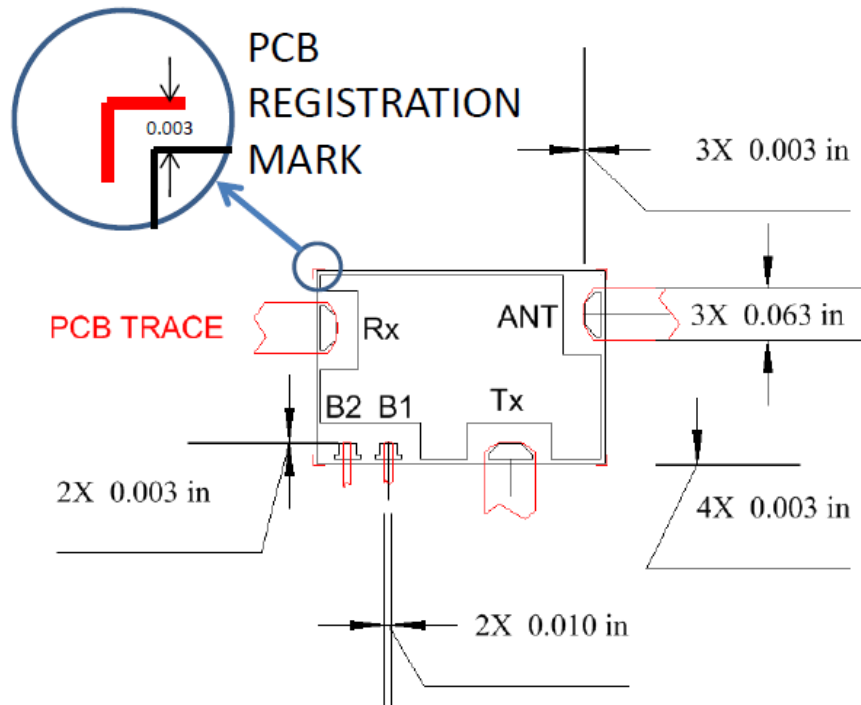 PCB
REGISTRATION
MARK
0.003
3X 0.003 in
PCB TRACE
Rx
ANT
3X 0.063 in
B2 B1
Tx
2X 0.003 in
4X 0.003 in
2X 0.010 in